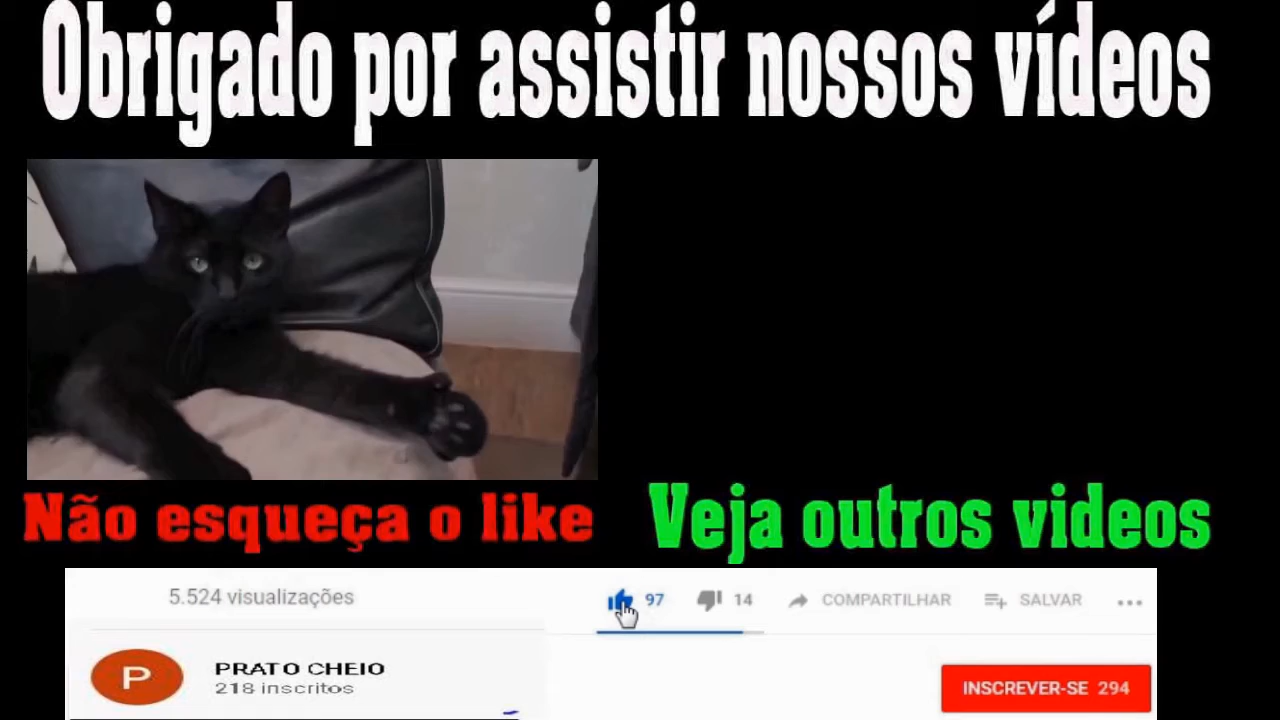 Obrigado por assistir nossos vídeos
Não esqueça o like
Veja outros videos
5.524 visualizações
97
14
COMPARTILHAR
SALVAR
P
PRATO CHEIO
218 inscritos
INSCREVER-SE 294